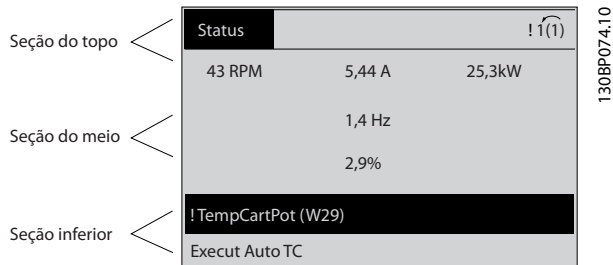 Seção do topo
Status
! 1(1)
43 RPM 5,44 A 25,3kW
Seção do meio
1,4 Hz
2,9%
Seção inferior
! TempCartPot (W29)
Execut Auto TC
130BP074.10